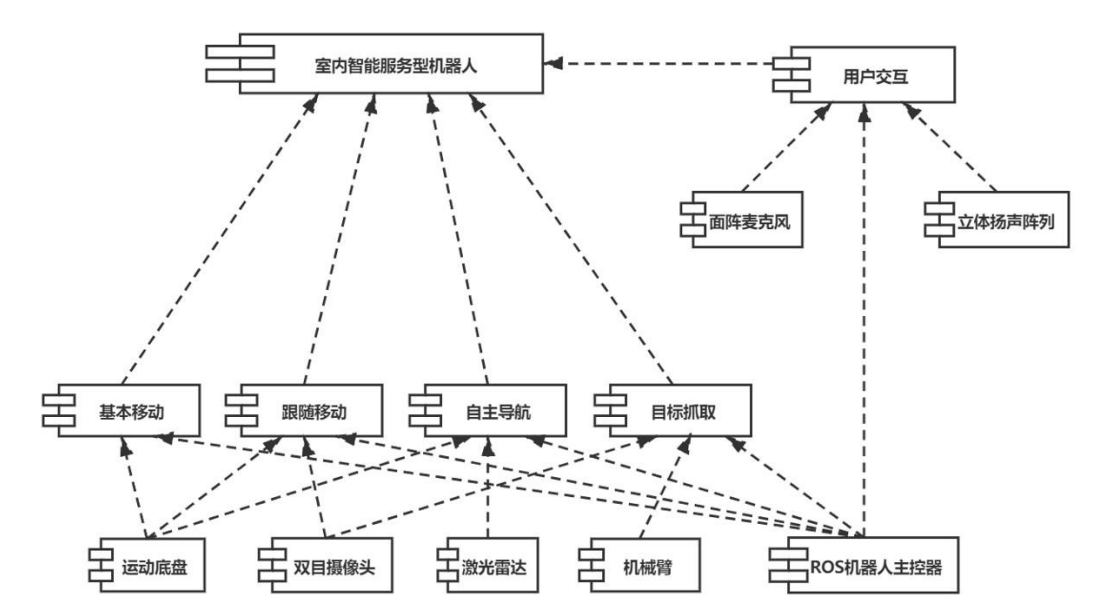 室内智能服务型机器人
用户交互
面阵麦克风
立体扬声阵列
基本移动
跟随移动
自主导航
目标抓取
运动底盘
双目摄像头
激光雷达
机械臂
ROS机器人主控器